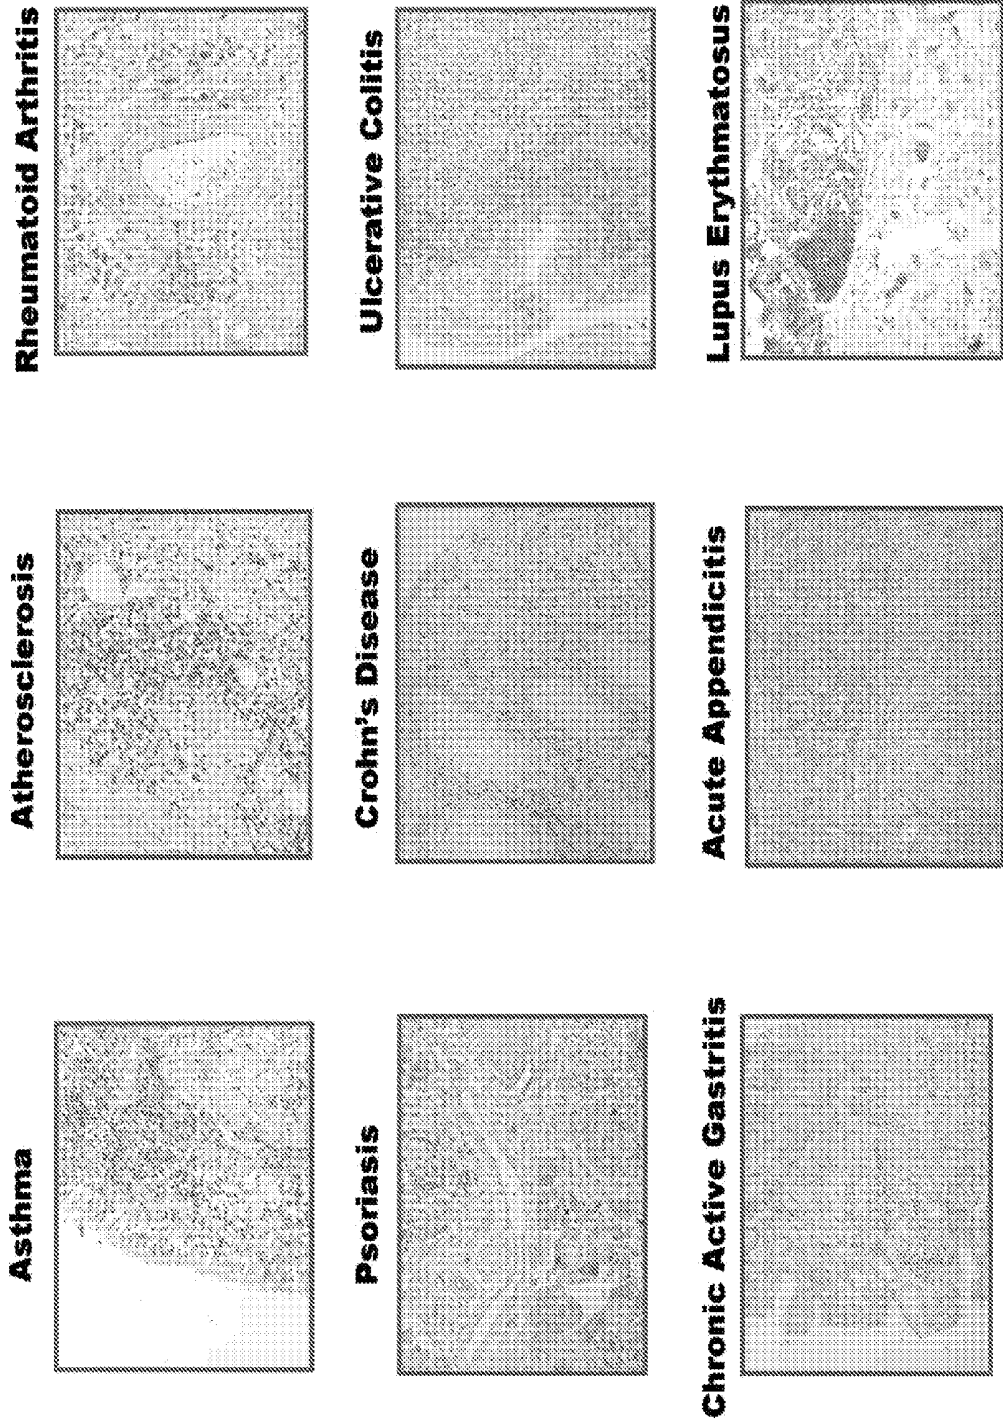 Asthma
Atherosclerosis
Rheumatoid Arthritis
Psoriasis
Crohn's Disease
Ulcerative Colitis
Chronic Active Gastritis
Acute Appendicitis
Lupus Erythmatosus